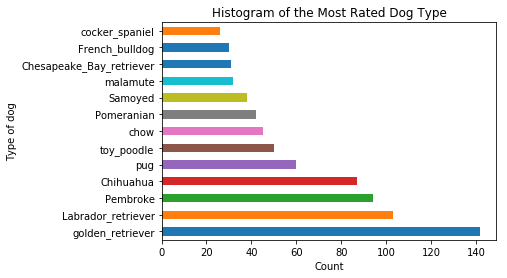 Histogram of the Most Rated Dog Type
Type of dog
cocker_spaniel
French_bulldog
Chesapeake_Bay_retriever
malamute
Samoyed
Pomeranian
chow
toy_poodle
pug
Chihuahua
Pembroke
Labrador_retriever
golden_retriever
0 20 40 60 80 100 120 140
Count